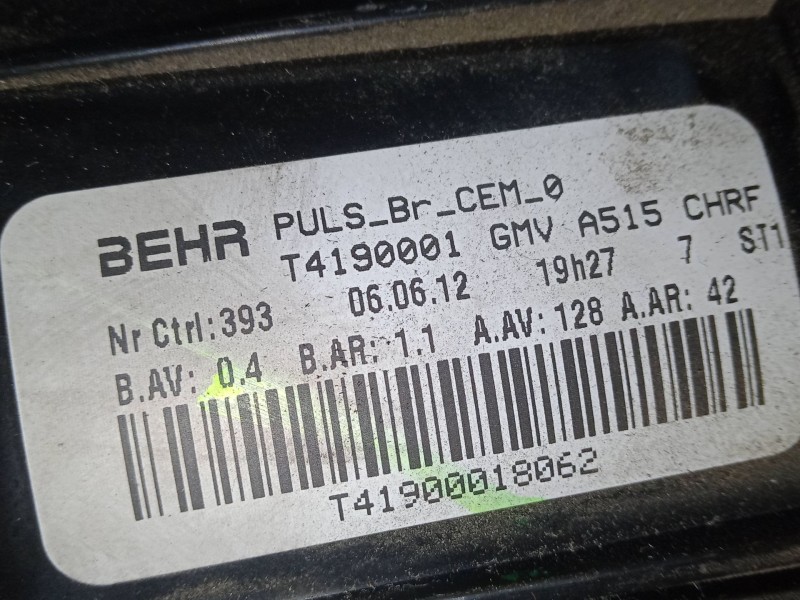 BEHR PULS_Br_CEM_0
T4190001 GMV A515 CHRF
Nr Ctrl:393 06.06.12 19h27 7 ST1
B.AV: 0.4 B.AR: 1.1 A.AV:128 A.AR: 42
T41900018062